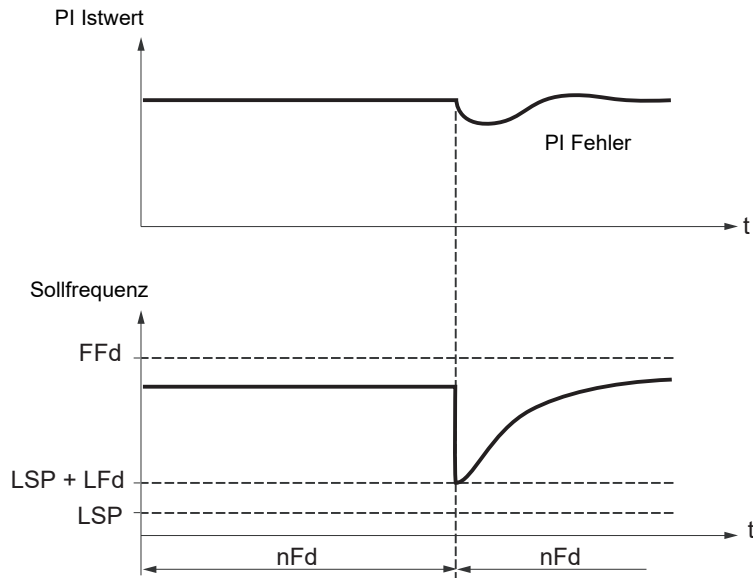 PI Istwert
PI Fehler
t
Sollfrequenz
FFd
LSP + LFd
LSP
t
nFd
nFd